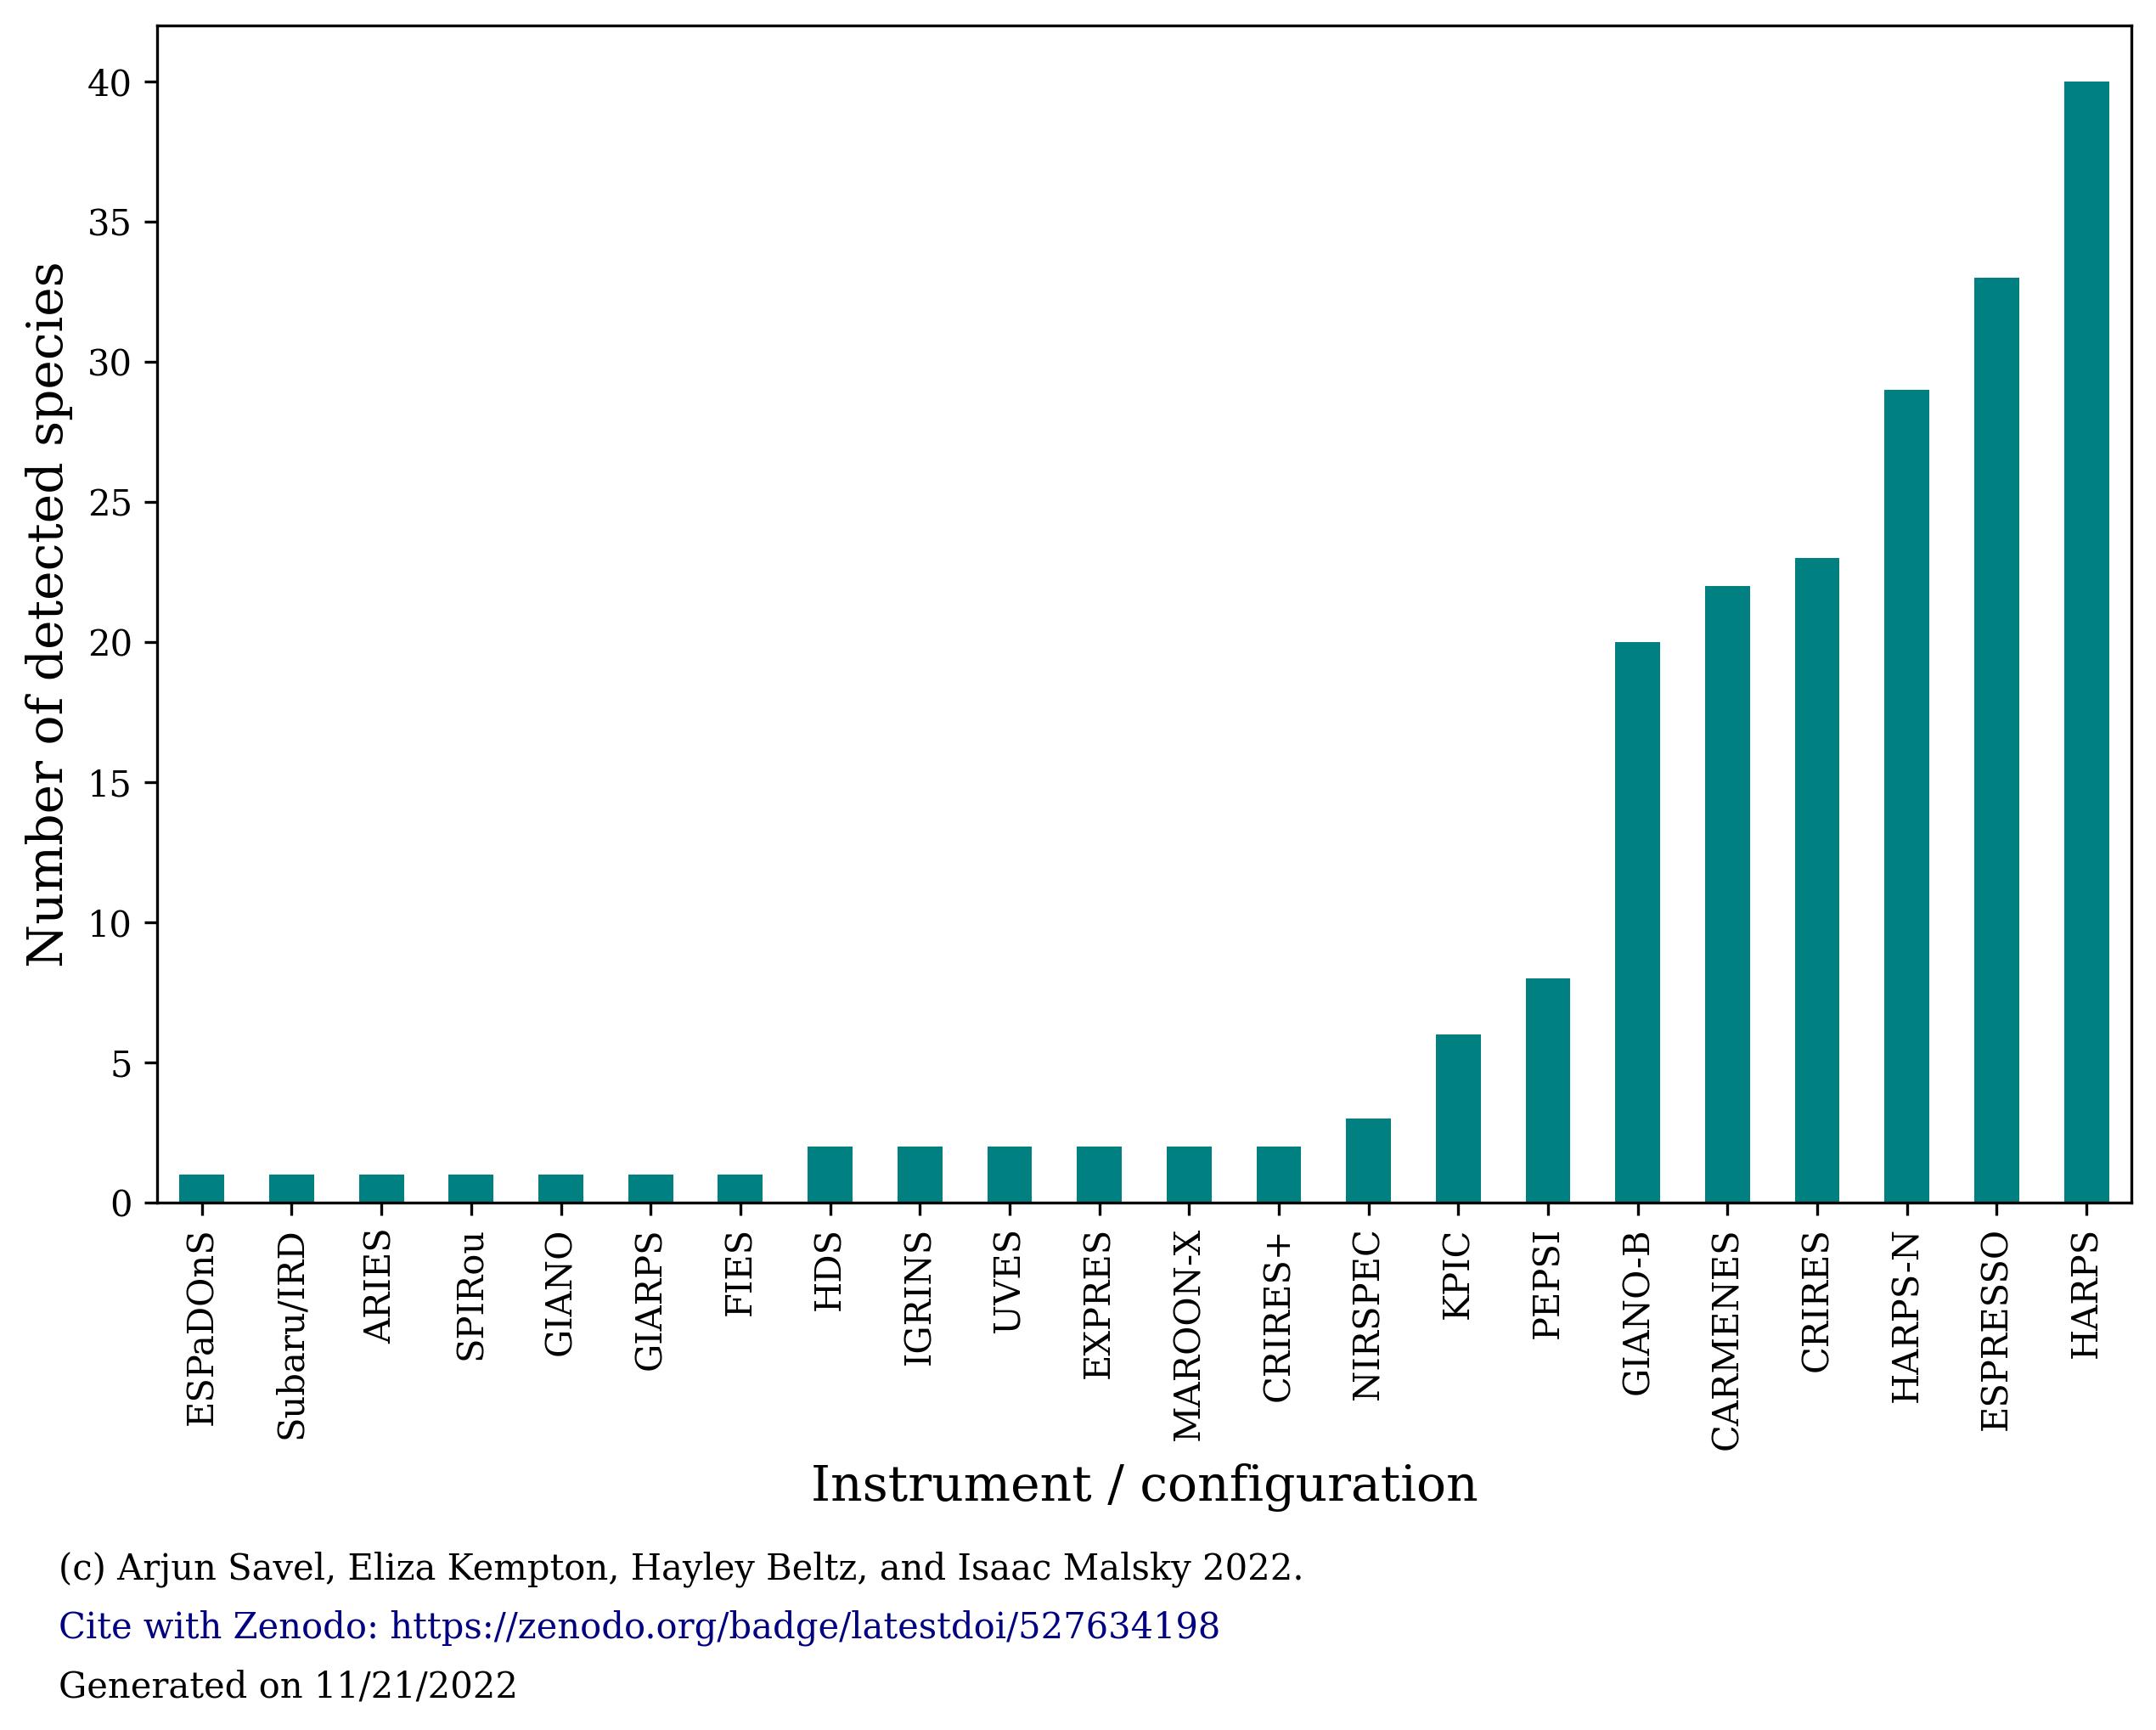 40
35
30
25
20
15
10
5
0
Number of detected species
ESPaDOnS
Subaru/IRD
ARIES
SPIRou
GIANO
GIARPS
FIES
HDS
IGRINS
UVES
EXPRES
MAROON-X
CRIRES+
NIRSPEC
KPIC
PEPSI
GIANO-B
CARMENES
CRIRES
HARPS-N
ESPRESSO
HARPS
Instrument / configuration
(c) Arjun Savel, Eliza Kempton, Hayley Beltz, and Isaac Malsky 2022.
Cite with Zenodo: https://zenodo.org/badge/latestdoi/527634198
Generated on 11/21/2022